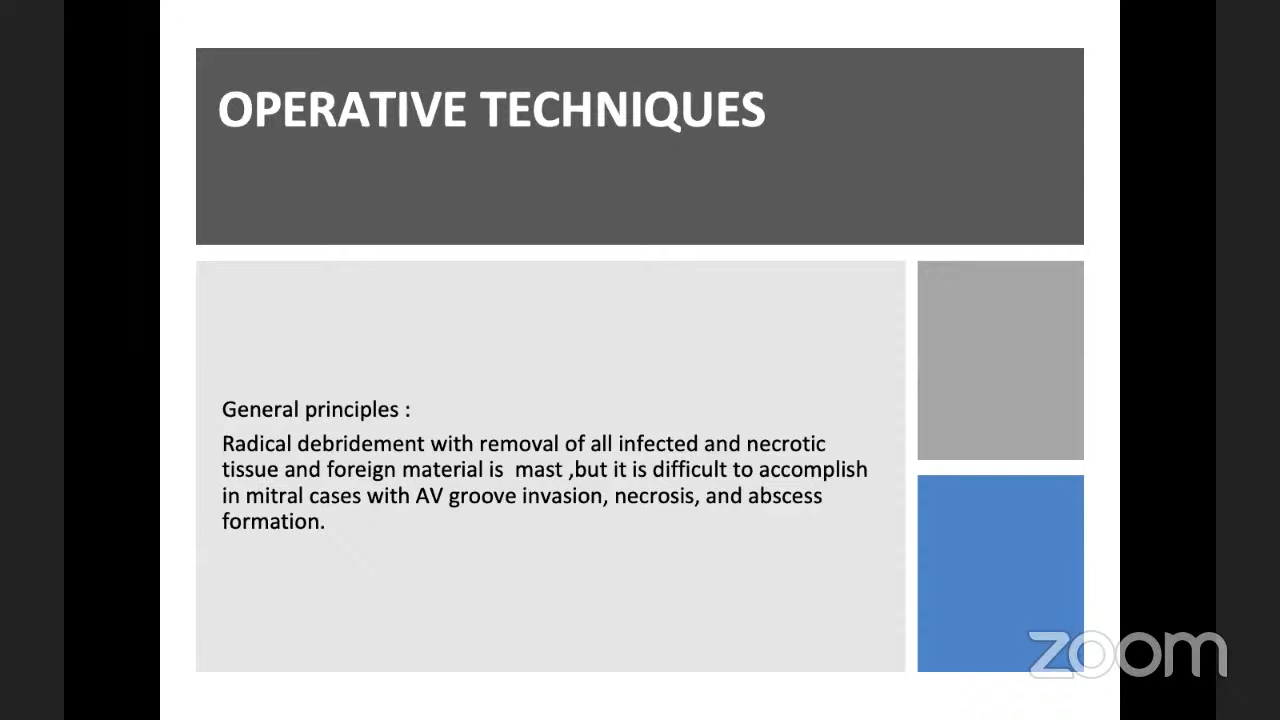 OPERATIVE TECHNIQUES
General principles :
Radical debridement with removal of all infected and necrotic
tissue and foreign material is  mast ,but it is difficult to accomplish
in mitral cases with AV groove invasion, necrosis, and abscess
formation.
zoom